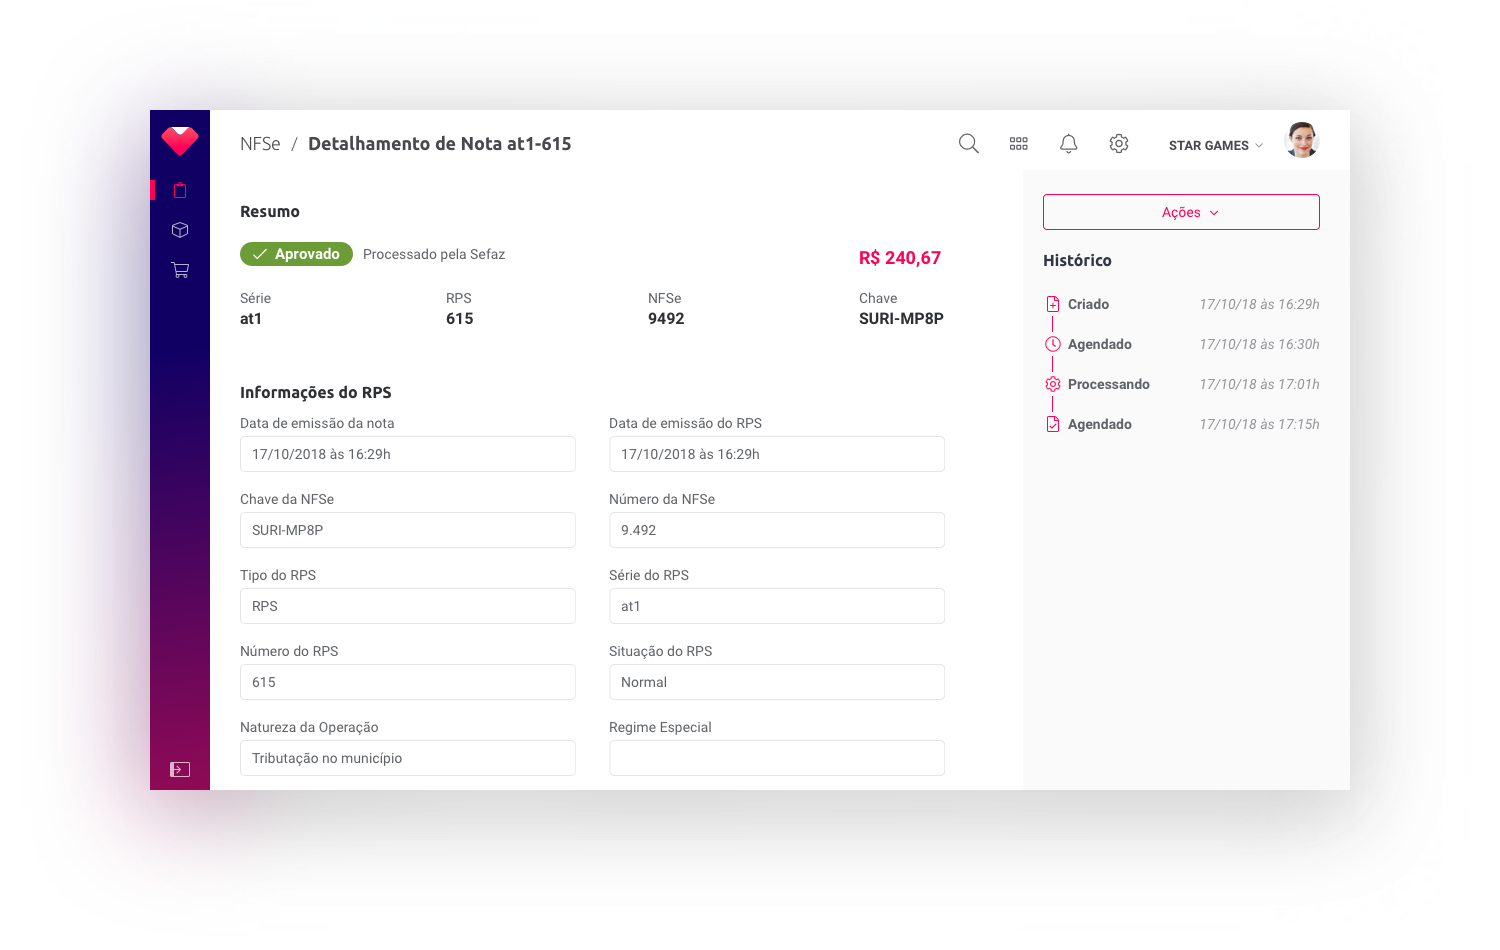 NFSe / Detalhamento de Nota at1-615
STAR GAMES
Resumo
Aprovado Processado pela Sefaz
R$ 240,67
Série RPS NFSe Chave
at1 615 9492 SURI-MP8P
Informações do RPS
Data de emissão da nota Data de emissão do RPS
17/10/2018 às 16:29h 17/10/2018 às 16:29h
Chave da NFSe Número da NFSe
SURI-MP8P 9.492
Tipo do RPS Série do RPS
RPS at1
Número do RPS Situação do RPS
615 Normal
Natureza da Operação Regime Especial
Tributação no município
Ações
Histórico
Criado 17/10/18 às 16:29h
Agendado 17/10/18 às 16:30h
Processando 17/10/18 às 17:01h
Agendado 17/10/18 às 17:15h